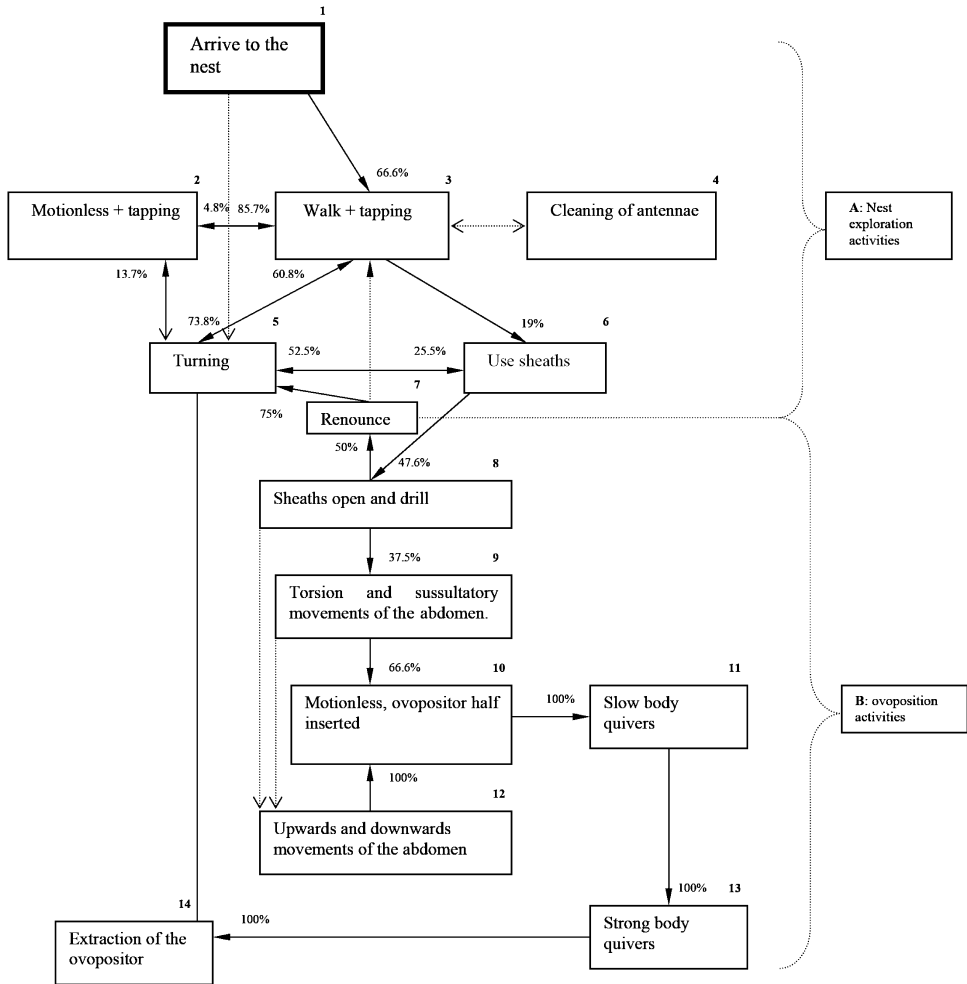 1
Arrive to the
nest
66.6%
2
3
4
Motionless + tapping
4.8%
85.7%
Walk + tapping
Cleaning of antennae
A: Nest
exploration
activities
13.7%
60.8%
73.8%
5
19%
6
Turning
52.5%
25.5%
Use sheaths
7
75%
Renounce
50%
47.6%
8
Sheaths open and drill
37.5%
9
Torsion and sussultatory
movements of the abdomen.
66.6%
10
11
Motionless, ovopositor half
inserted
100%
Slow body
quivers
B: ovoposition
activities
100%
12
Upwards and downwards
movements of the abdomen
100%
13
14
Extraction of the
ovopositor
100%
Strong body
quivers